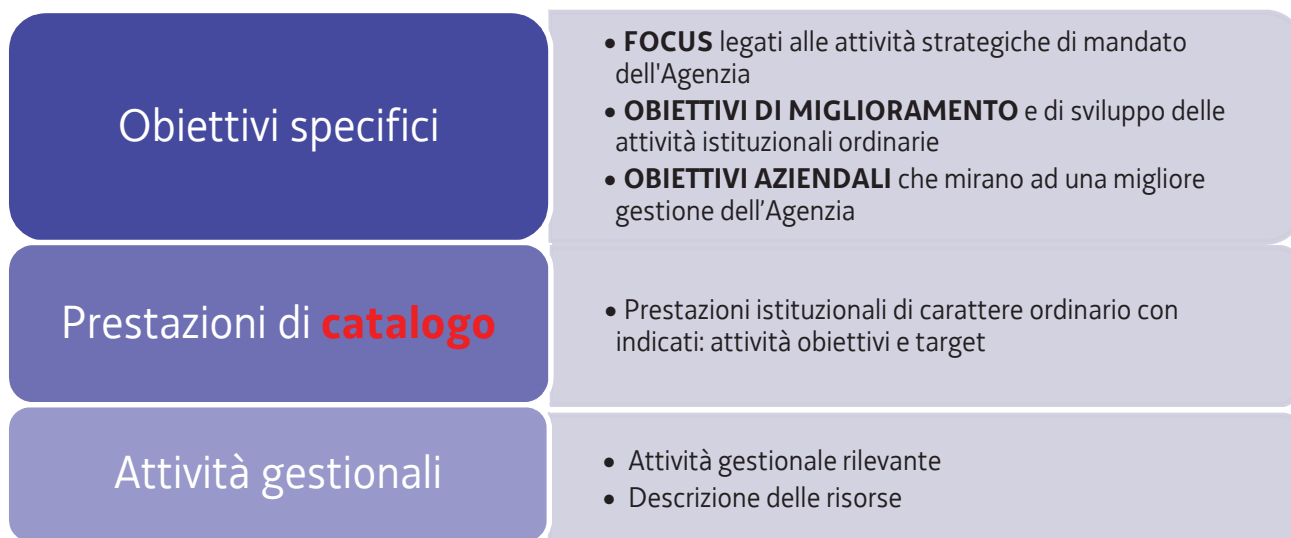 Obiettivi specifici
• FOCUS legati alle attività strategiche di mandato
dell'Agenzia
• OBIETTIVI DI MIGLIORAMENTO e di sviluppo delle
attività istituzionali ordinarie
• OBIETTIVI AZIENDALI che mirano ad una migliore
gestione dell’Agenzia
Prestazioni di catalogo
• Prestazioni istituzionali di carattere ordinario con
indicati: attività obiettivi e target
Attività gestionali
• Attività gestionale rilevante
• Descrizione delle risorse